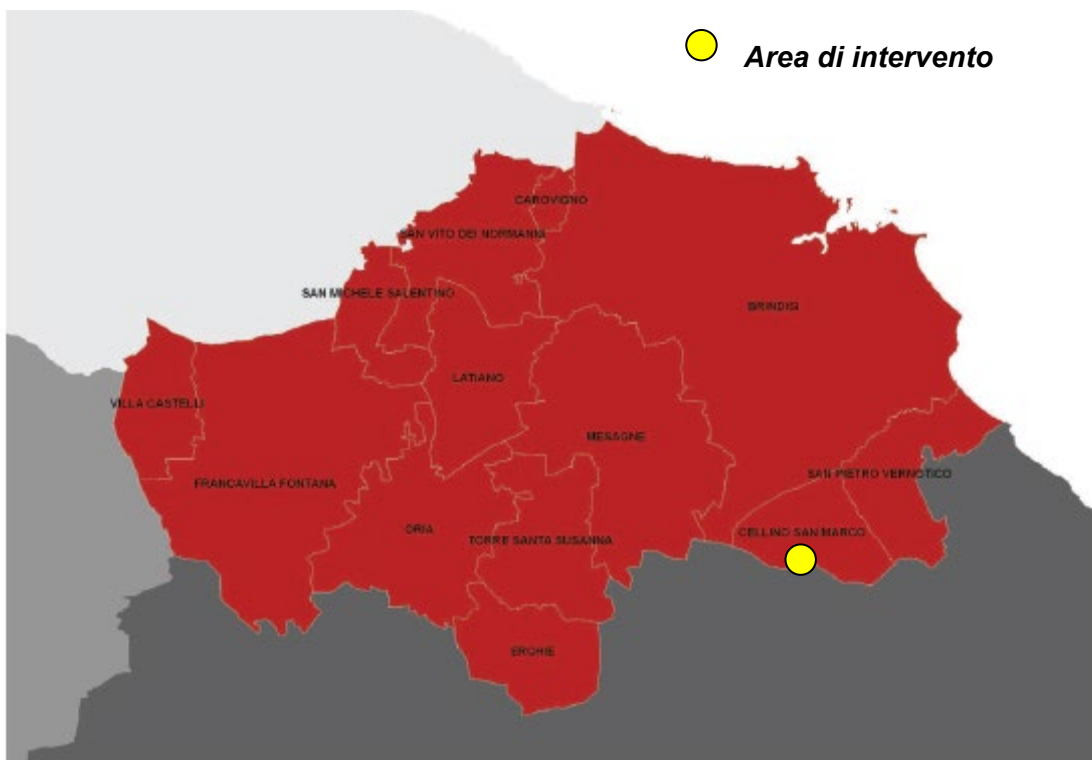 Area di intervento
CAROVIGNO
SAN VITO DEI NORMANNI
SAN MICHELE SALENTINO
BRINDISI
LATIANO
VILLA CASTELLI
MESAGNE
SAN PIETRO VERNOTICO
FRANCAVILLA FONTANA
ORIA
TORRE SANTA SUSANNA
CELLINO SAN MARCO
ERCHIE